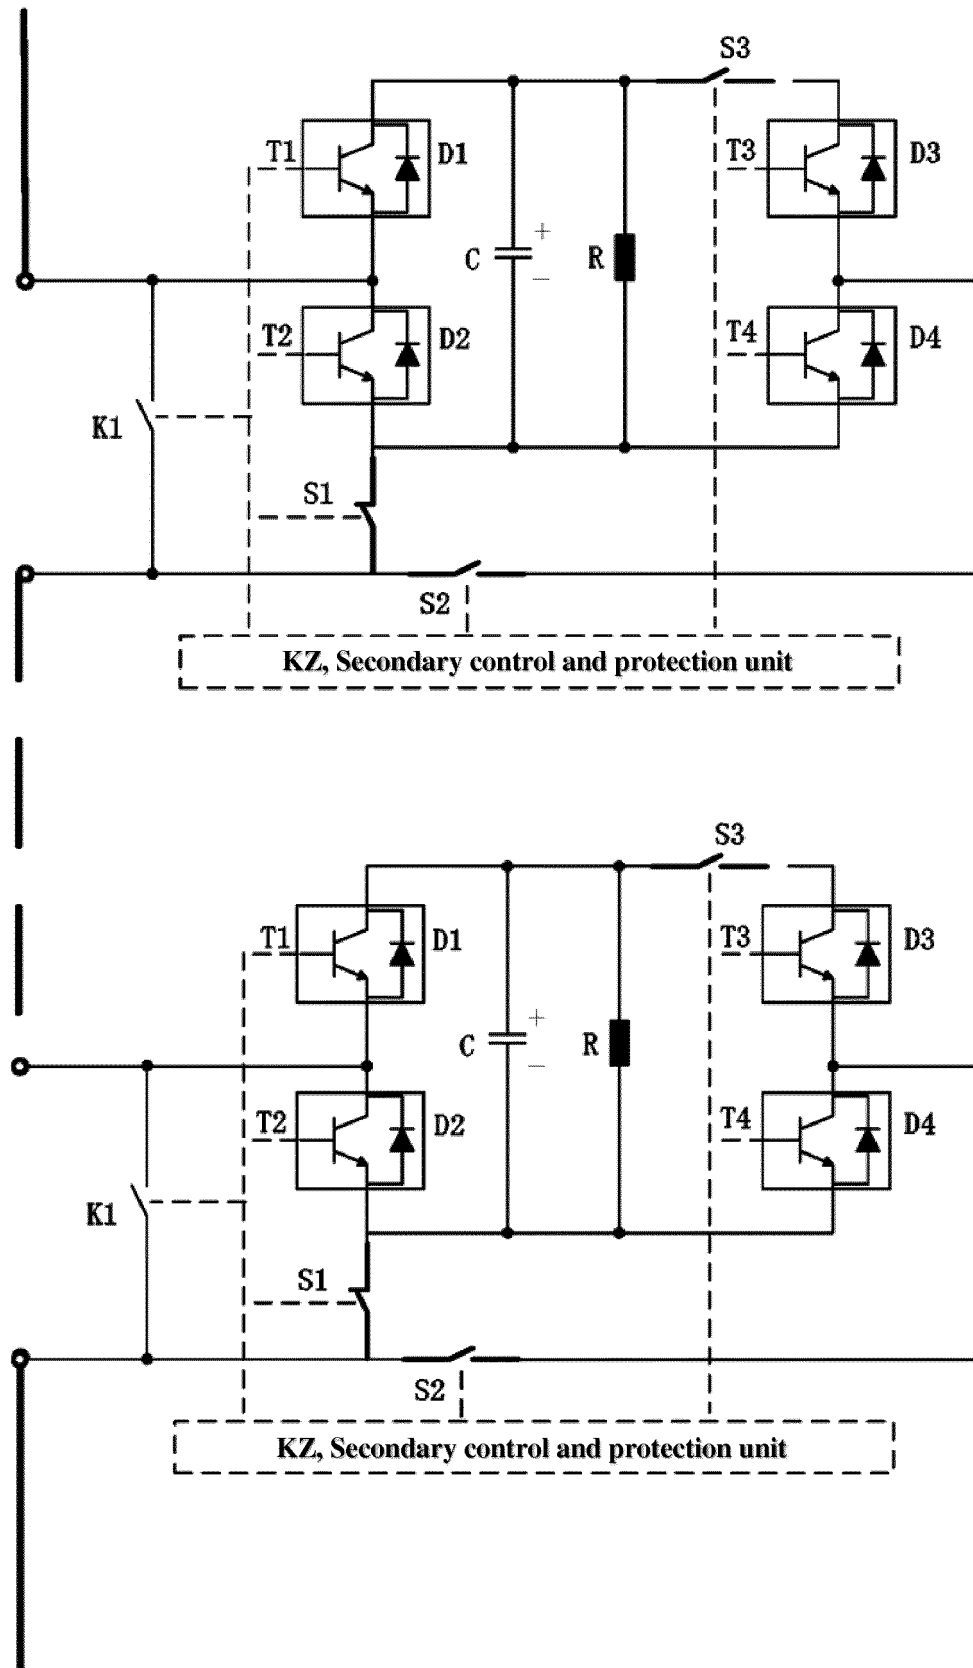 S3
T1 D1 T3 D3
C + − R
T2 D2 T4 D4
K1
S1
S2
KZ, Secondary control and protection unit
S3
T1 D1 T3 D3
C + − R
T2 D2 T4 D4
K1
S1
S2
KZ, Secondary control and protection unit